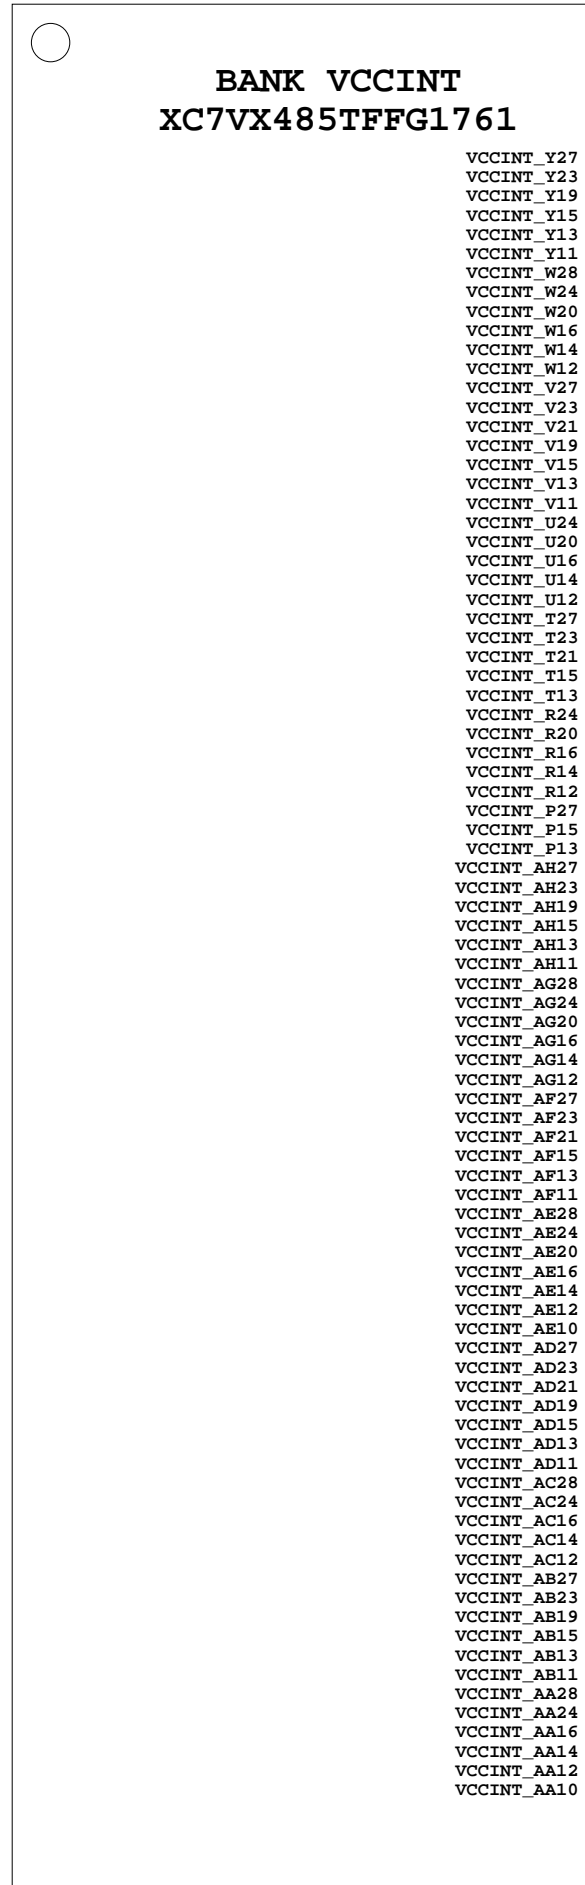 BANK VCCINT
XC7VX485TFFG1761
VCCINT_Y27
VCCINT_Y23
VCCINT_Y19
VCCINT_Y15
VCCINT_Y13
VCCINT_Y11
VCCINT_W28
VCCINT_W24
VCCINT_W20
VCCINT_W16
VCCINT_W14
VCCINT_W12
VCCINT_V27
VCCINT_V23
VCCINT_V21
VCCINT_V19
VCCINT_V15
VCCINT_V13
VCCINT_V11
VCCINT_U24
VCCINT_U20
VCCINT_U16
VCCINT_U14
VCCINT_U12
VCCINT_T27
VCCINT_T23
VCCINT_T21
VCCINT_T15
VCCINT_T13
VCCINT_R24
VCCINT_R20
VCCINT_R16
VCCINT_R14
VCCINT_R12
VCCINT_P27
VCCINT_P15
VCCINT_P13
VCCINT_AH27
VCCINT_AH23
VCCINT_AH19
VCCINT_AH15
VCCINT_AH13
VCCINT_AH11
VCCINT_AG28
VCCINT_AG24
VCCINT_AG20
VCCINT_AG16
VCCINT_AG14
VCCINT_AG12
VCCINT_AF27
VCCINT_AF23
VCCINT_AF21
VCCINT_AF15
VCCINT_AF13
VCCINT_AF11
VCCINT_AE28
VCCINT_AE24
VCCINT_AE20
VCCINT_AE16
VCCINT_AE14
VCCINT_AE12
VCCINT_AE10
VCCINT_AD27
VCCINT_AD23
VCCINT_AD21
VCCINT_AD19
VCCINT_AD15
VCCINT_AD13
VCCINT_AD11
VCCINT_AC28
VCCINT_AC24
VCCINT_AC16
VCCINT_AC14
VCCINT_AC12
VCCINT_AB27
VCCINT_AB23
VCCINT_AB19
VCCINT_AB15
VCCINT_AB13
VCCINT_AB11
VCCINT_AA28
VCCINT_AA24
VCCINT_AA16
VCCINT_AA14
VCCINT_AA12
VCCINT_AA10